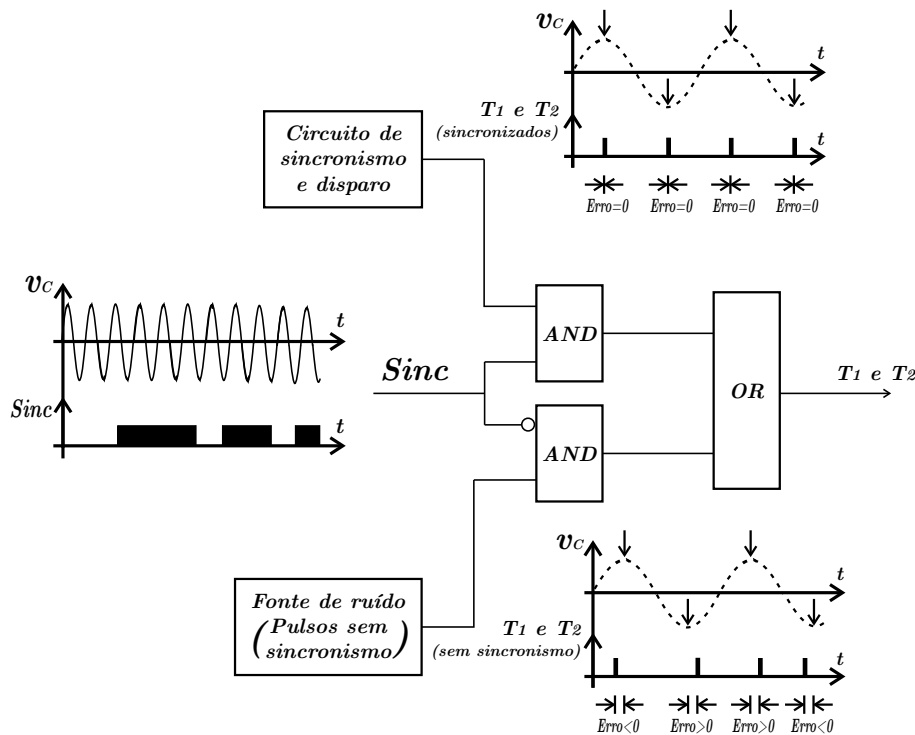 vC
t
T1 e T2
(sincronizados)
t
Erro=0 Erro=0 Erro=0 Erro=0
Circuito de
sincronismo
e disparo
vC
t
Sinc
t
Sinc
AND
AND
OR
T1 e T2
Fonte de ruído
(Pulsos sem
sincronismo)
vC
t
T1 e T2
(sem sincronismo)
t
Erro<0 Erro>0 Erro>0 Erro<0